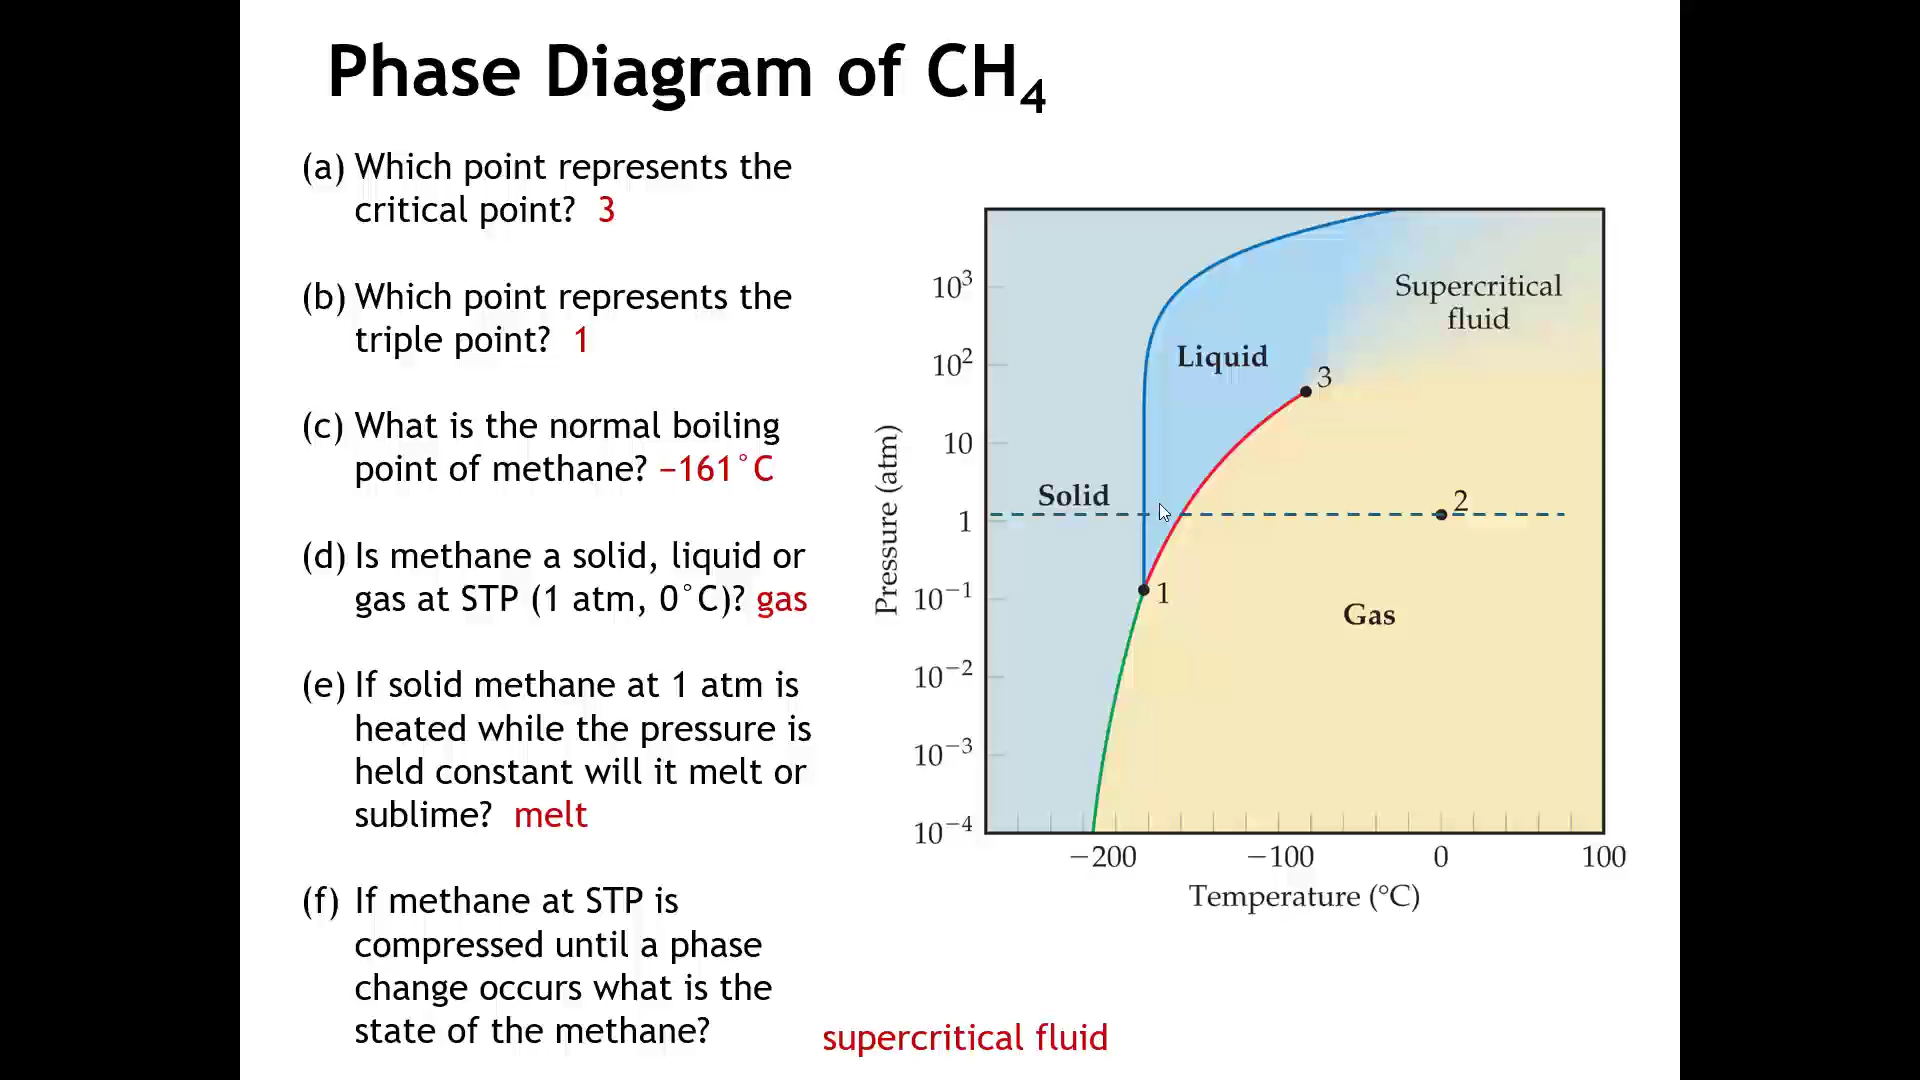 Phase Diagram of CH₄
(a) Which point represents the
critical point? 3
(b) Which point represents the
triple point? 1
(c) What is the normal boiling
point of methane? −161°C
(d) Is methane a solid, liquid or
gas at STP (1 atm, 0°C)? gas
(e) If solid methane at 1 atm is
heated while the pressure is
held constant will it melt or
sublime? melt
(f) If methane at STP is
compressed until a phase
change occurs what is the
state of the methane?
supercritical fluid
Pressure (atm)
10³
10²
10
1
10⁻¹
10⁻²
10⁻³
10⁻⁴
Supercritical
fluid
Liquid
3
Solid
2
1
Gas
−200 −100 0 100
Temperature (°C)